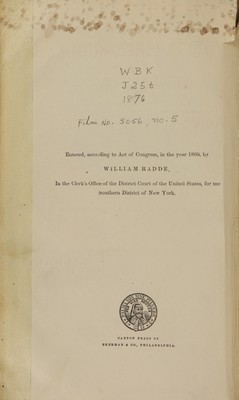 WBK
J25t
1876
Film No. 5056, no. 5
Entered, according to Act of Congress, in the year 1868, by
WILLIAM RADDE,
In the Clerk's Office of the District Court of the United States, for the
Southern District of New York.
CAXTON PRESS OF
SHERMAN & CO., PHILADELPHIA.